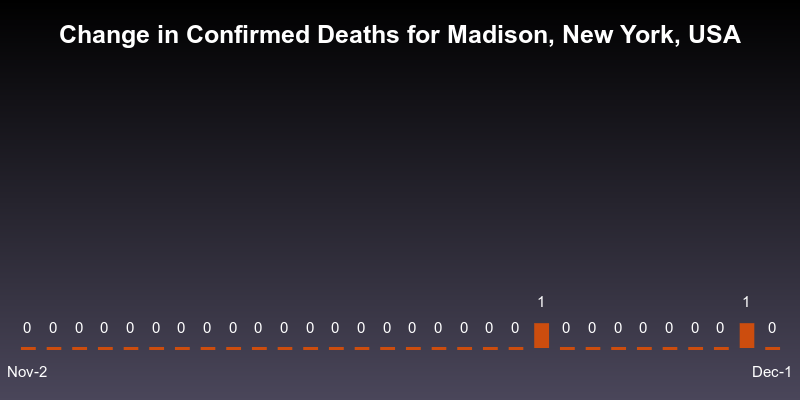 Change in Confirmed Deaths for Madison, New York, USA
1 1
0 0 0 0 0 0 0 0 0 0 0 0 0 0 0 0 0 0 0 0 0 0 0 0 0 0 0 0
Nov-2 Dec-1